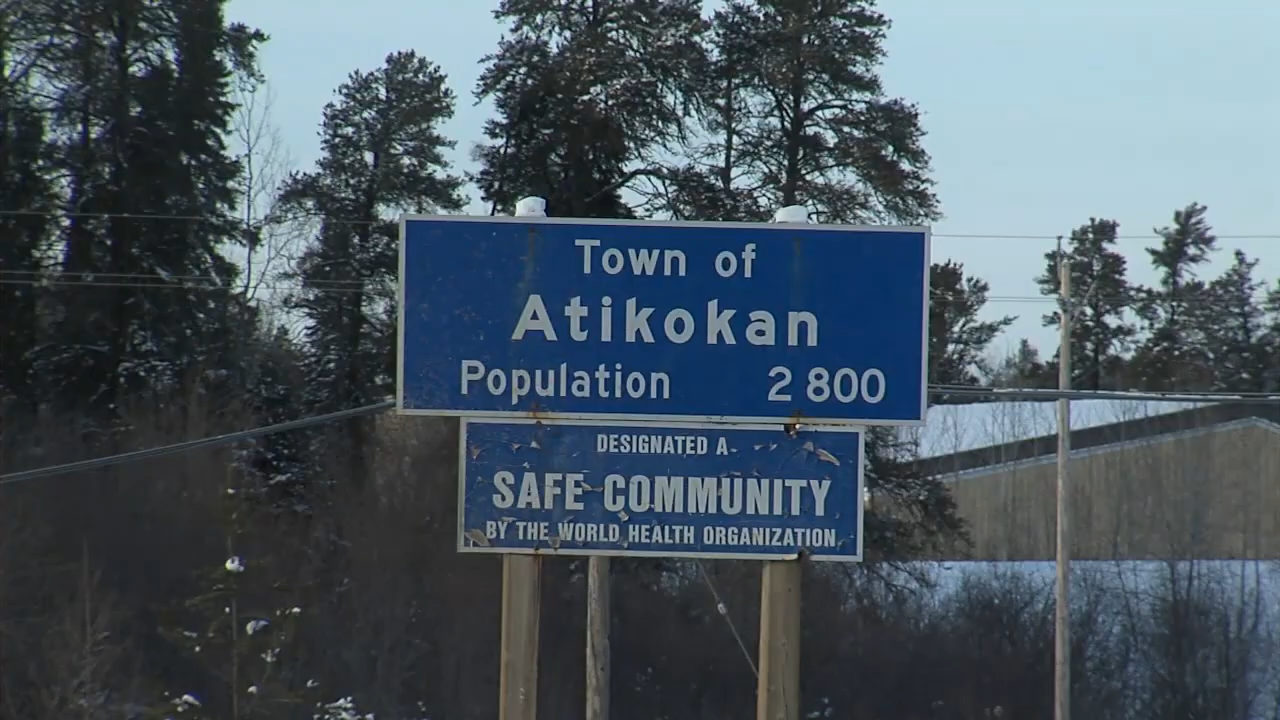 Town of
Atikokan
Population 2 800
DESIGNATED A
SAFE COMMUNITY
BY THE WORLD HEALTH ORGANIZATION